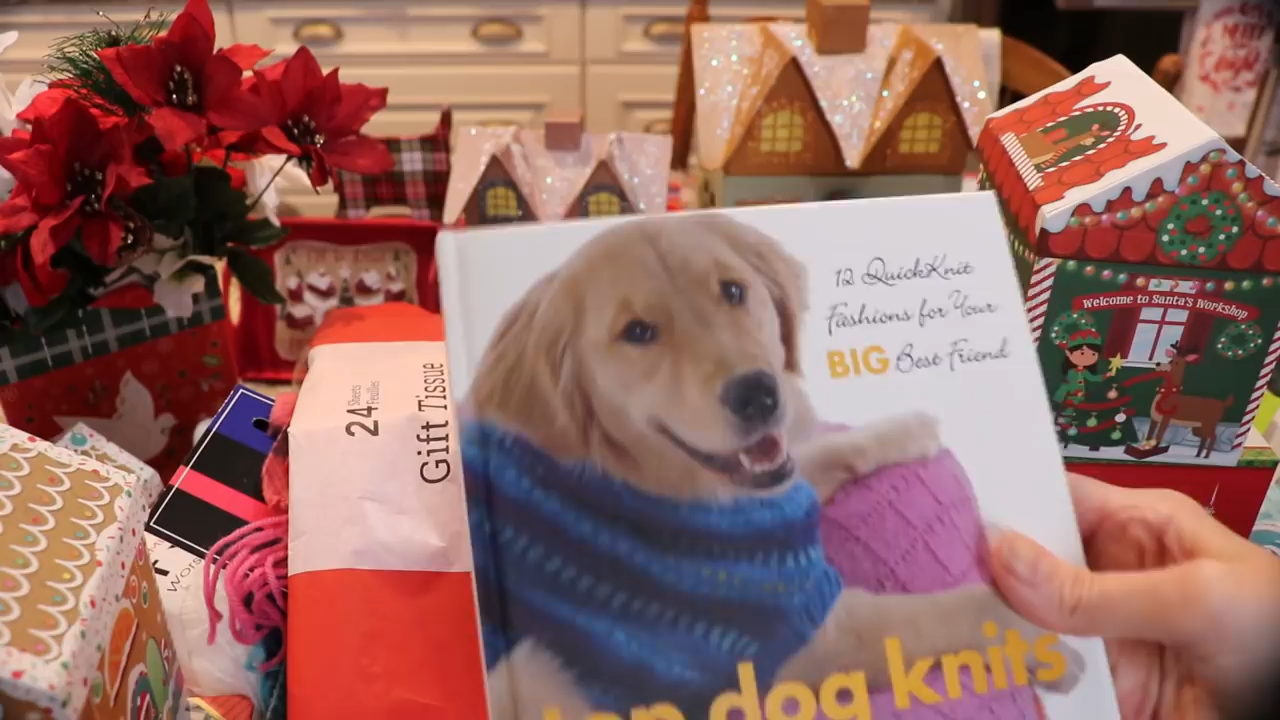 12 QuickKnit
Fashions for Your
BIG Best Friend
Welcome to Santa's Workshop
24 Sheets
Feuilles
Gift Tissue
dog knits